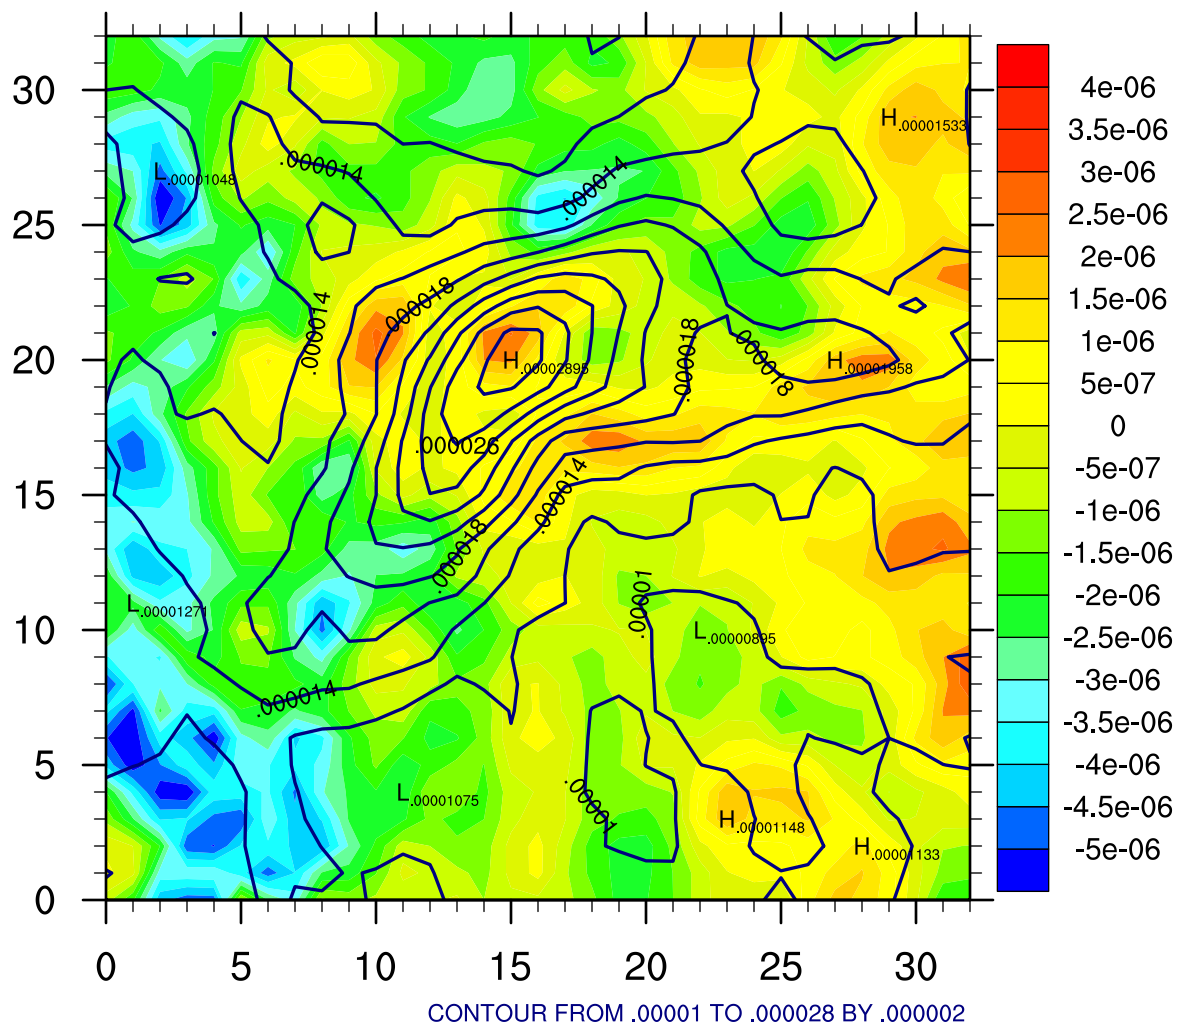 30
25
20
15
10
5
0
0 5 10 15 20 25 30
4e-06
3.5e-06
3e-06
2.5e-06
2e-06
1.5e-06
1e-06
5e-07
0
-5e-07
-1e-06
-1.5e-06
-2e-06
-2.5e-06
-3e-06
-3.5e-06
-4e-06
-4.5e-06
-5e-06
H.00001533
L.00001048
.000014
.000014
.000018
.000014
.000018
.000018
H.00002895
H.00001958
.000026
.000014
.000018
.00001
L.00001271
L.00000895
.000014
L.00001075
.00001
H.00001148
H.00001133
CONTOUR FROM .00001 TO .000028 BY .000002